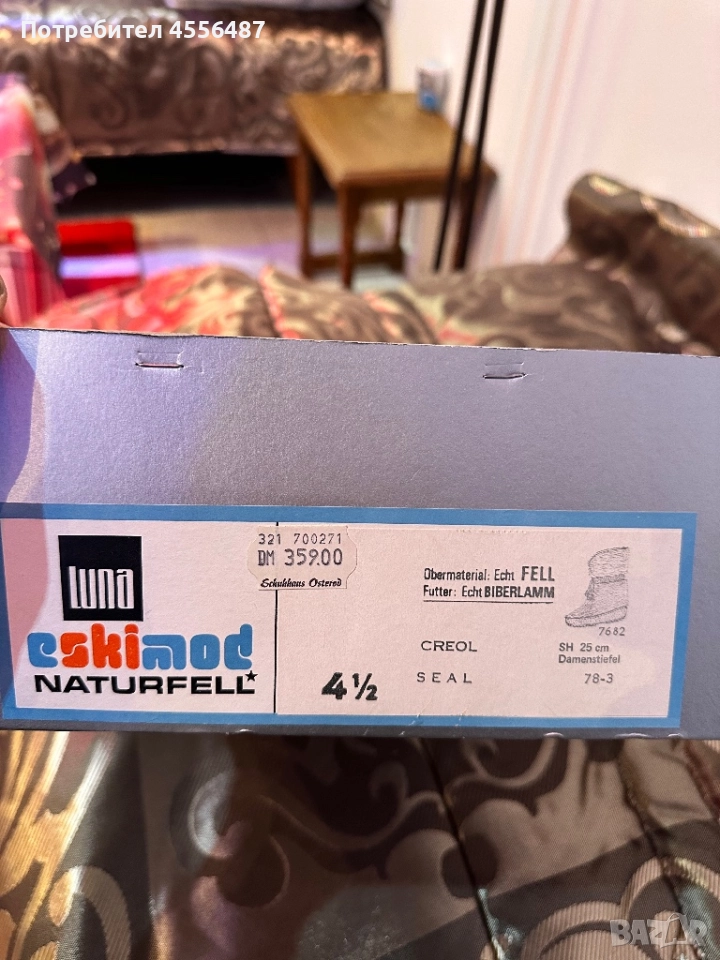 Потребител 4556487
321 700271
DM 359.00
Schuhhaus Osterod
luna
eskimod
NATURFELL*
4½
Obermaterial: Echt FELL
Futter: Echt BIBERLAMM
CREOL
SEAL
7682
SH 25 cm
Damenstiefel
78-3
BAZAR